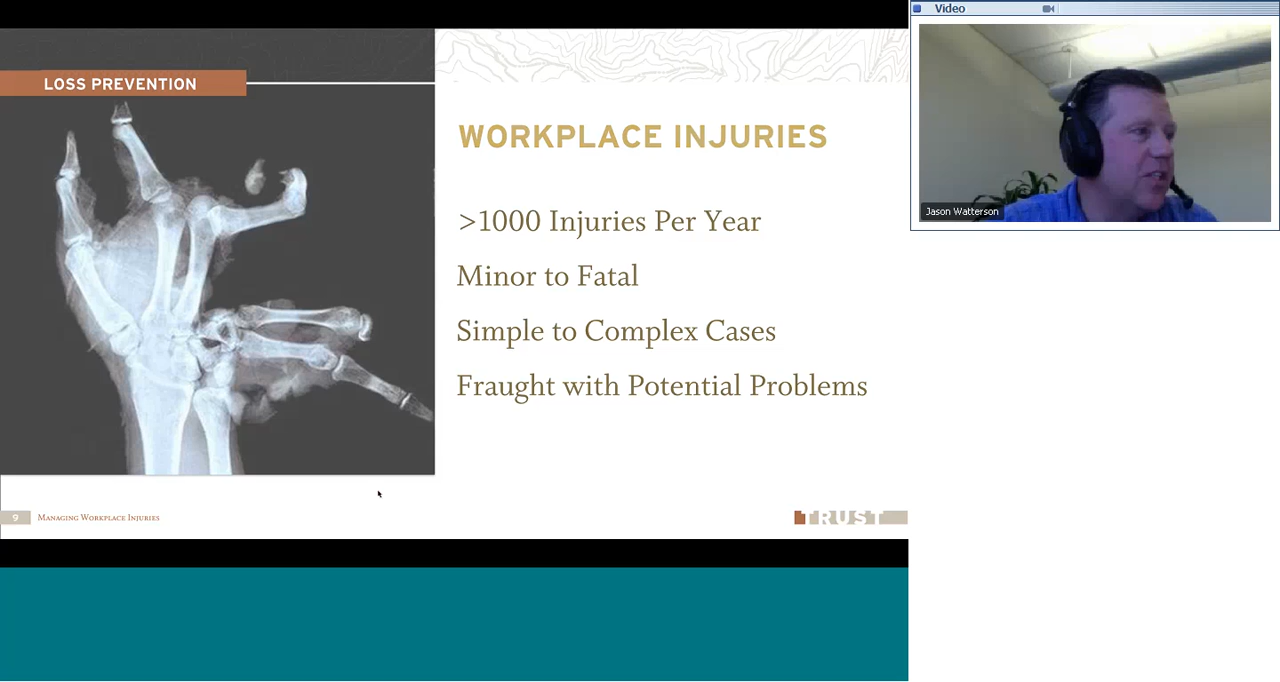 Video
LOSS PREVENTION
WORKPLACE INJURIES
>1000 Injuries Per Year
Minor to Fatal
Simple to Complex Cases
Fraught with Potential Problems
Jason Watterson
9 Managing Workplace Injuries
TRUST